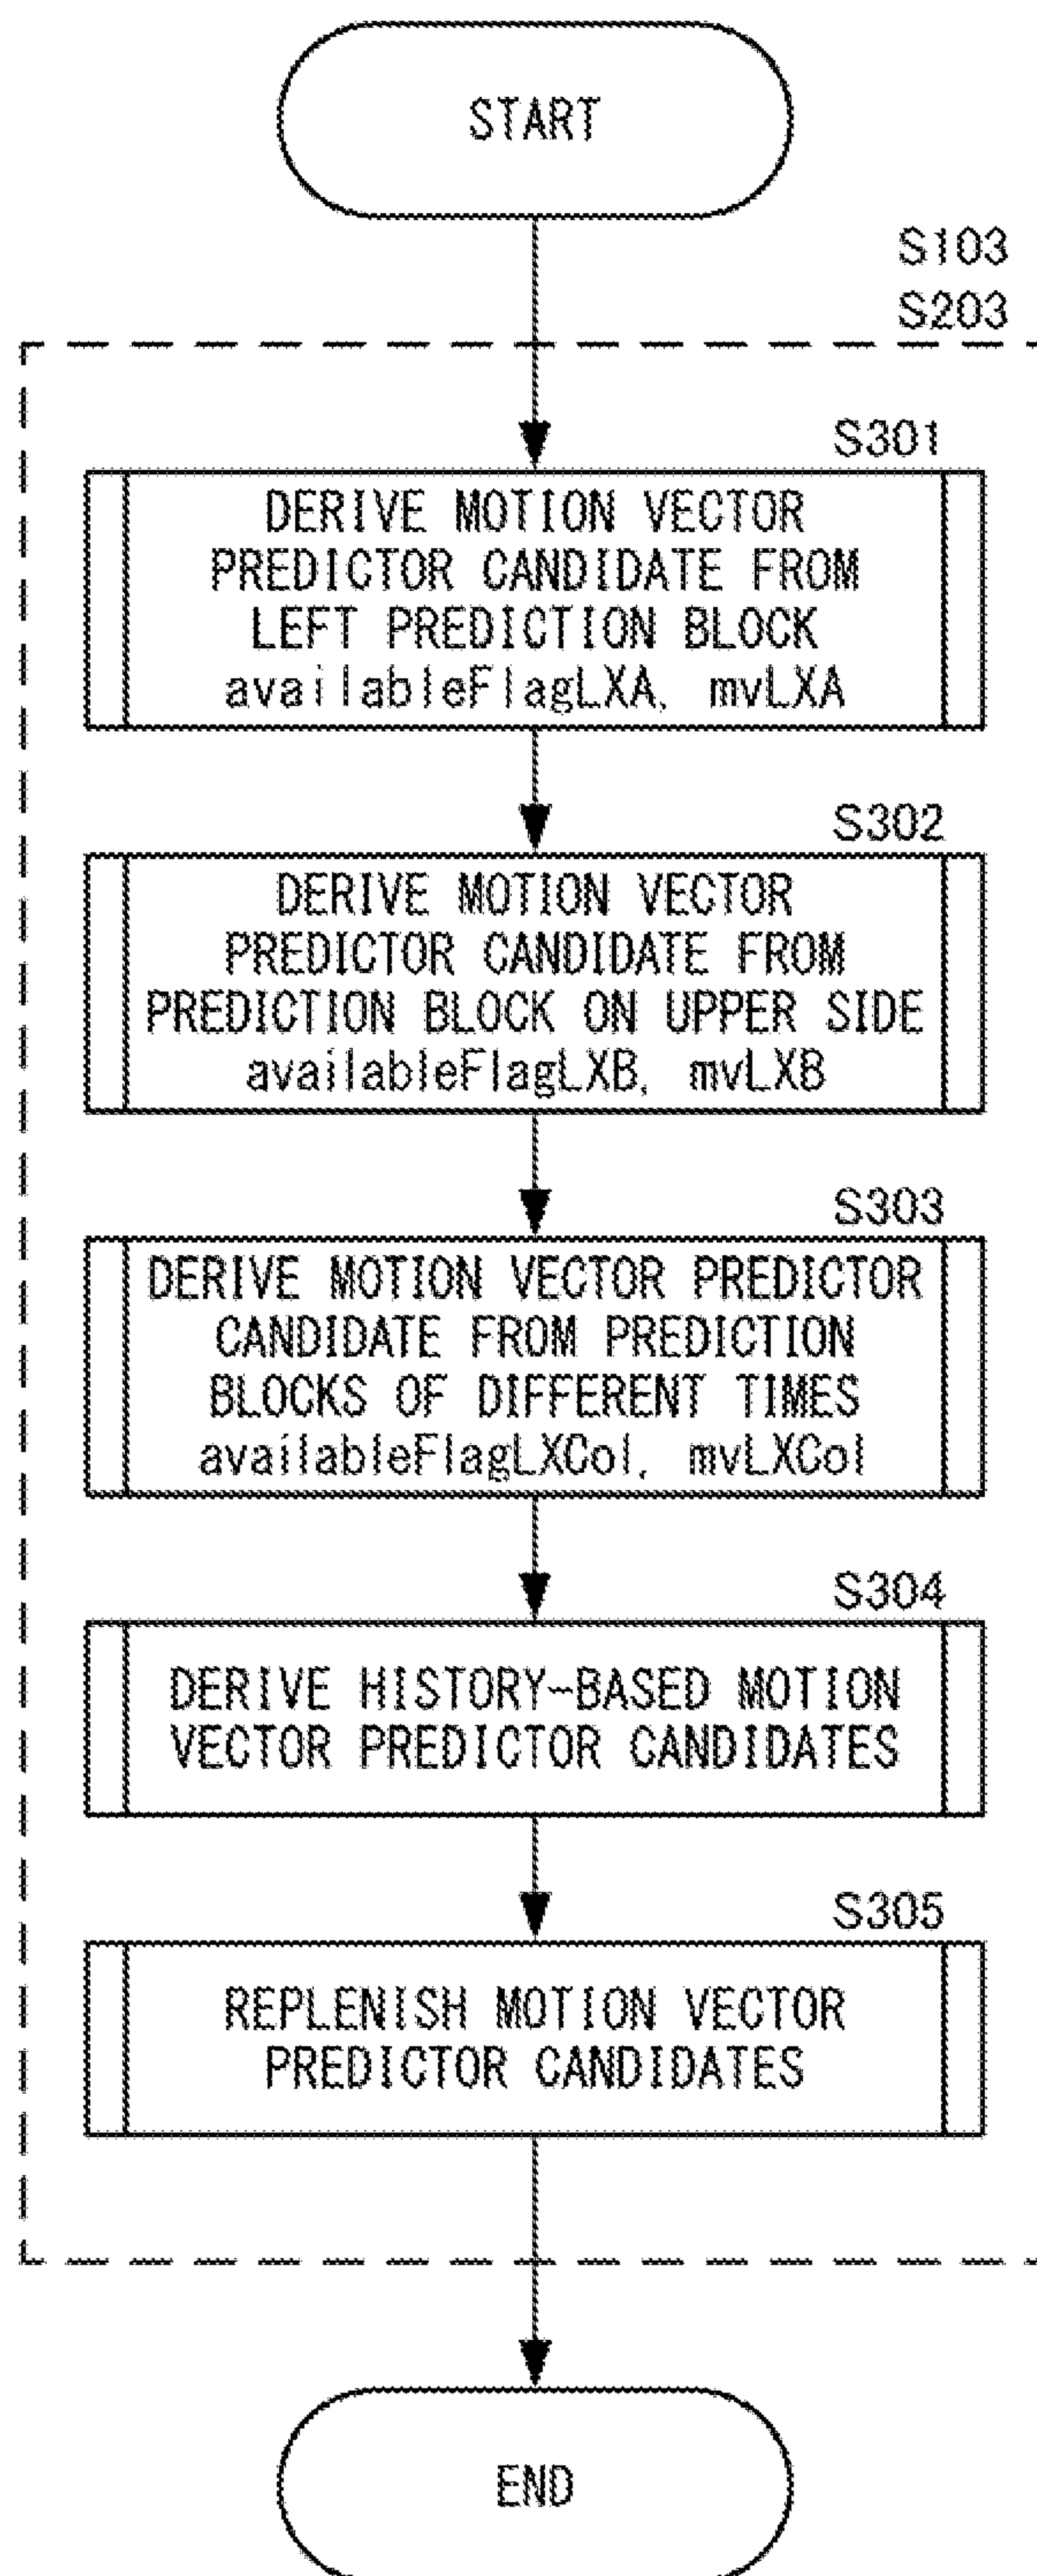 START
S103
S203
S301
DERIVE MOTION VECTOR
PREDICTOR CANDIDATE FROM
LEFT PREDICTION BLOCK
availableFlagLXA, mvLXA
S302
DERIVE MOTION VECTOR
PREDICTOR CANDIDATE FROM
PREDICTION BLOCK ON UPPER SIDE
availableFlagLXB, mvLXB
S303
DERIVE MOTION VECTOR PREDICTOR
CANDIDATE FROM PREDICTION
BLOCKS OF DIFFERENT TIMES
availableFlagLXCol, mvLXCol
S304
DERIVE HISTORY-BASED MOTION
VECTOR PREDICTOR CANDIDATES
S305
REPLENISH MOTION VECTOR
PREDICTOR CANDIDATES
END